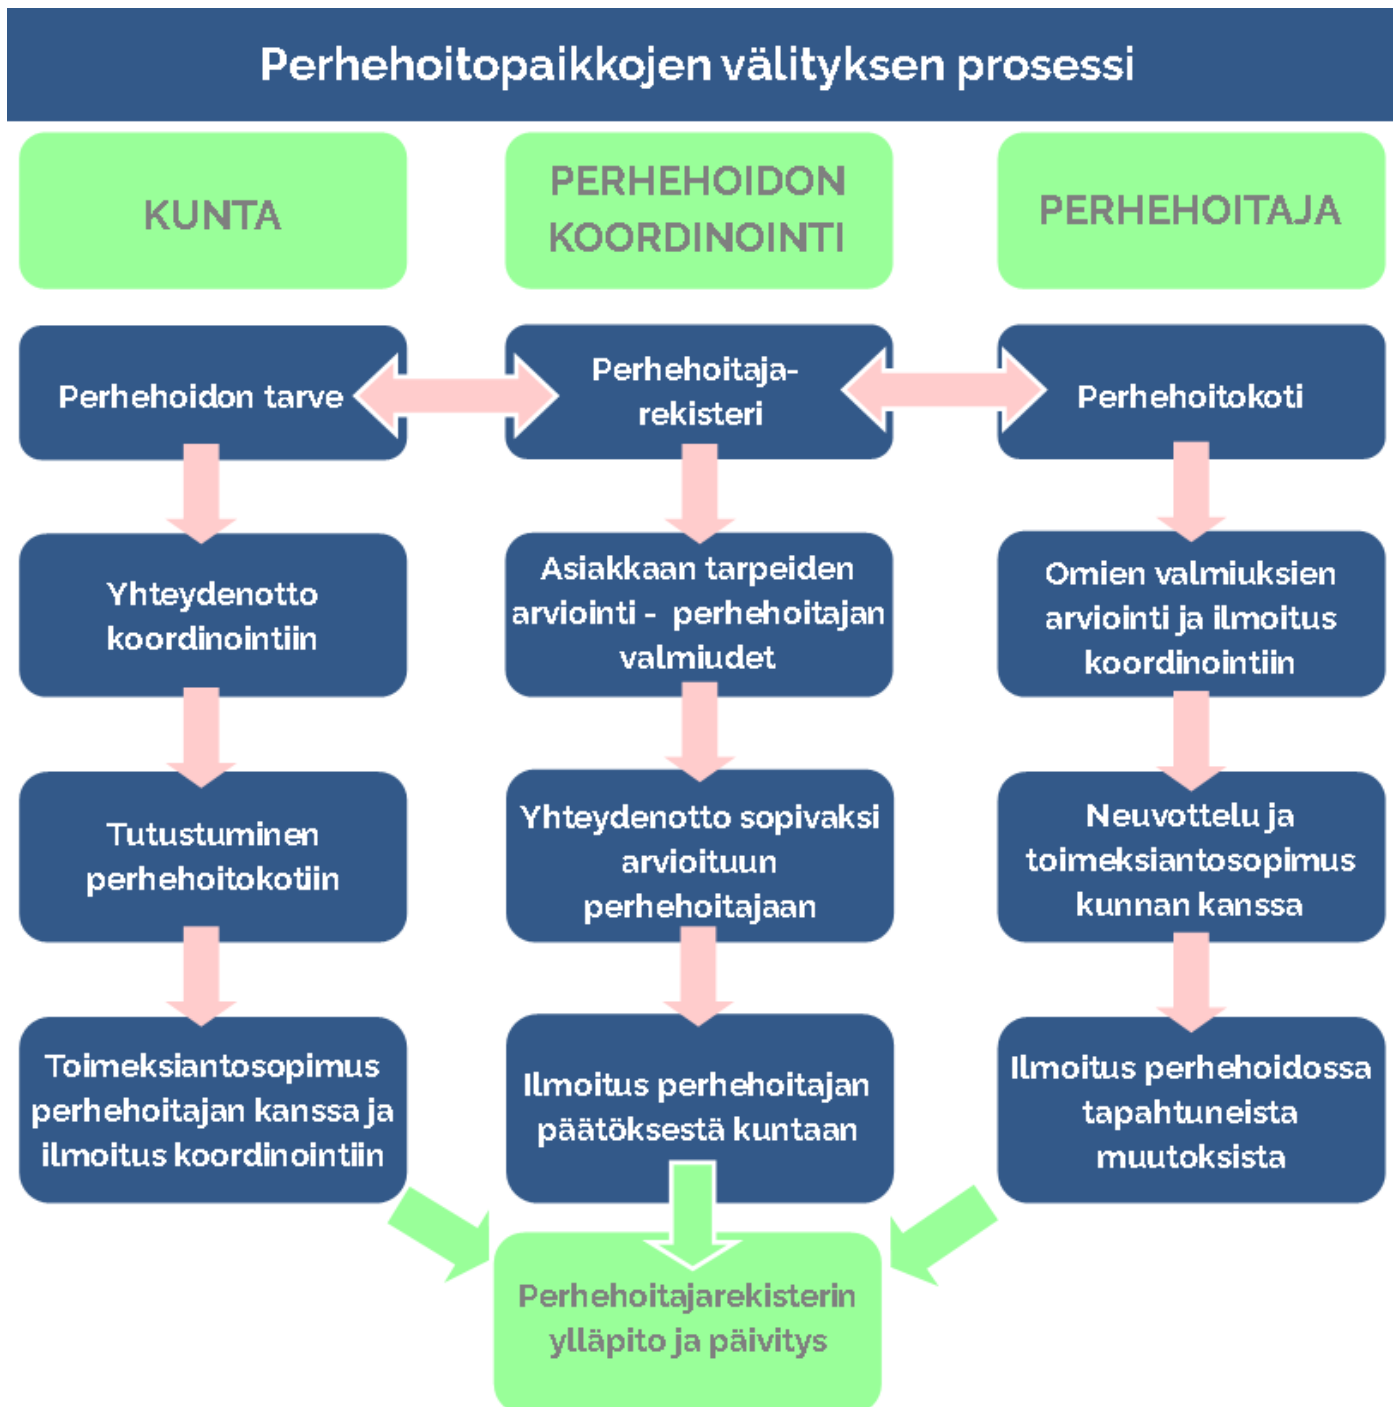 Perhehoitopaikkojen välityksen prosessi
KUNTA
PERHEHOIDON
KOORDINOINTI
PERHEHOITAJA
Perhehoidon tarve
Perhehoitaja-
rekisteri
Perhehoitokoti
Yhteydenotto
koordinointiin
Asiakkaan tarpeiden
arviointi - perhehoitajan
valmiudet
Omien valmiuksien
arviointi ja ilmoitus
koordinointiin
Tutustuminen
perhehoitokotiin
Yhteydenotto sopivaksi
arvioituun
perhehoitajaan
Neuvottelu ja
toimeksiantosopimus
kunnan kanssa
Toimeksiantosopimus
perhehoitajan kanssa ja
ilmoitus koordinointiin
Ilmoitus perhehoitajan
päätöksestä kuntaan
Ilmoitus perhehoidossa
tapahtuneista
muutoksista
Perhehoitajarekisterin
ylläpito ja päivitys